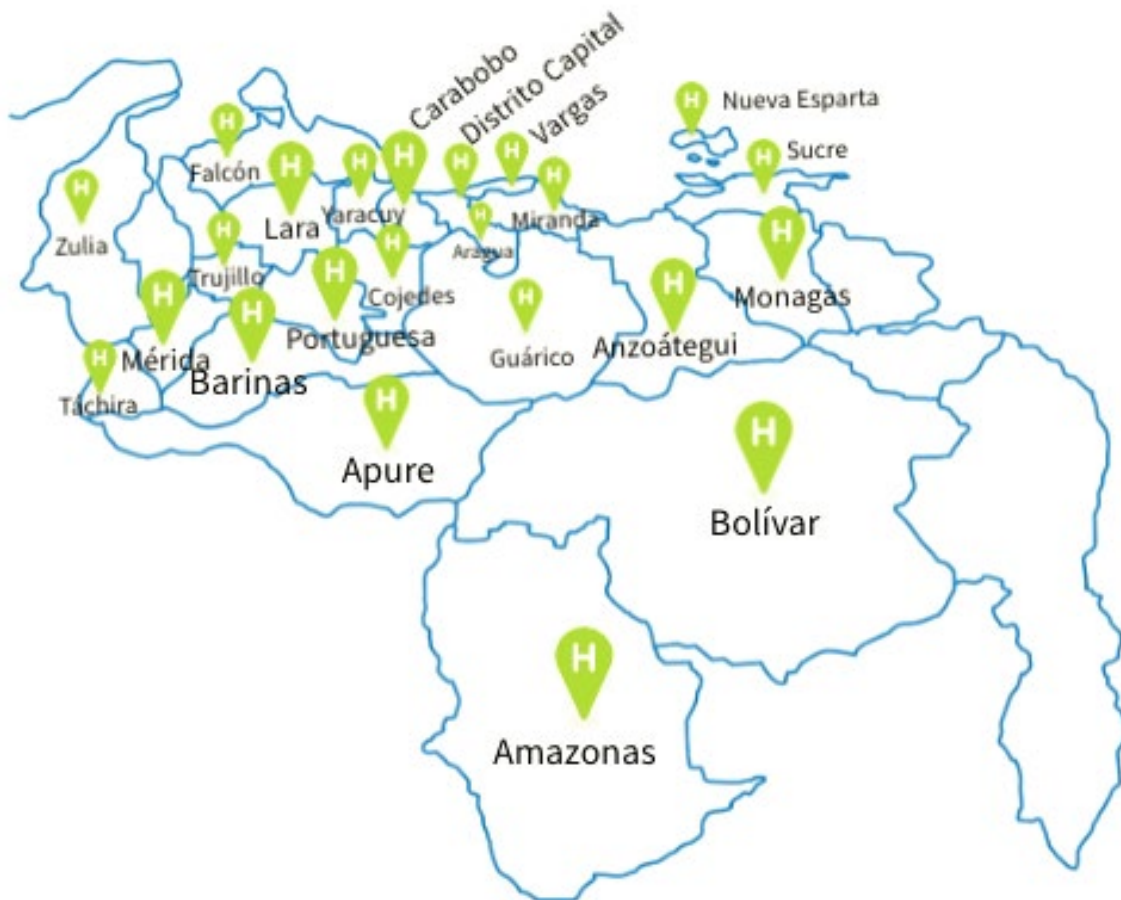 Carabobo
Distrito Capital
Vargas
H Nueva Esparta
H Falcón
H Lara
H Yaracuy
H
H
H
H Miranda
H Sucre
H Zulia
H Trujillo
H Aragua
H Cojedes
H Monagas
H Mérida
H Barinas
H Portuguesa
H Guárico
H Anzoátegui
H Táchira
H Apure
H Bolívar
H Amazonas